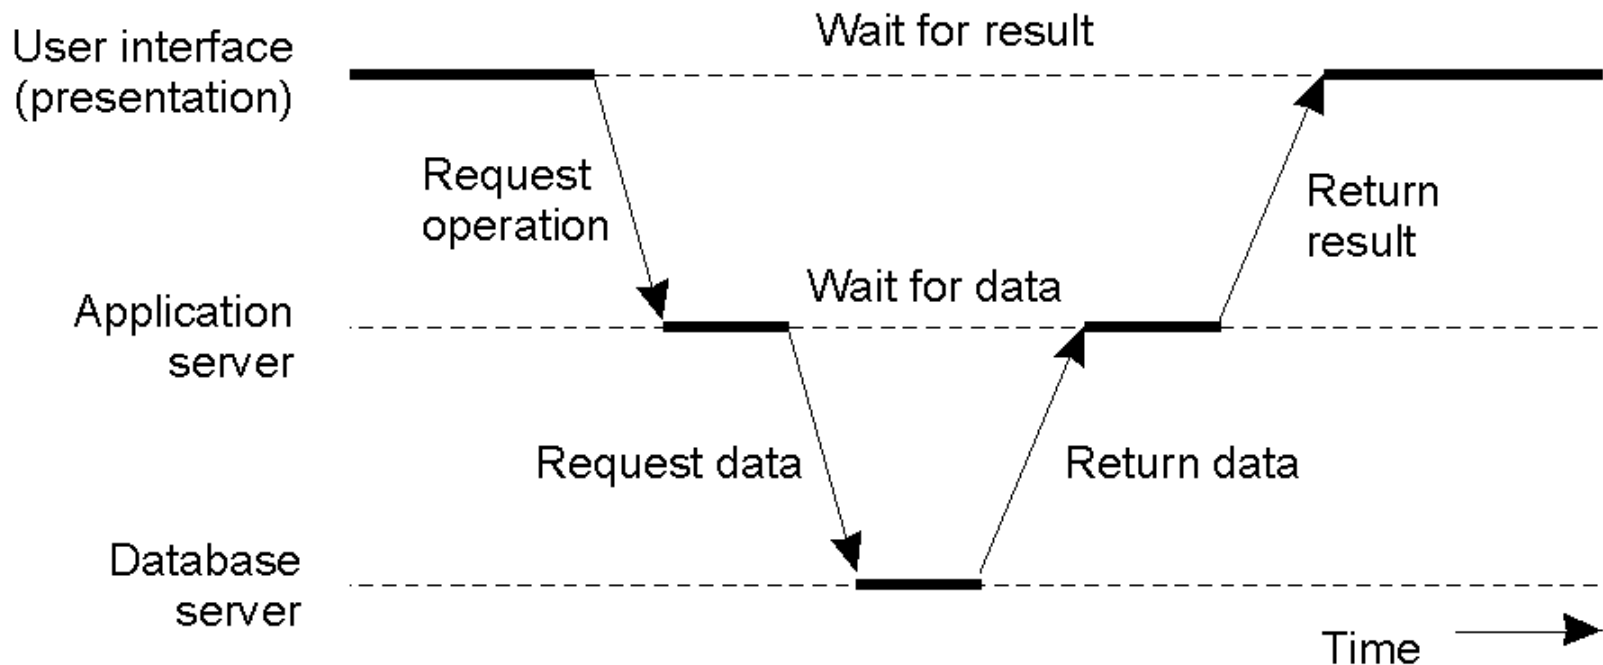 Wait for result
User interface
(presentation)
Request
operation
Return
result
Wait for data
Application
server
Request data
Return data
Database
server
Time